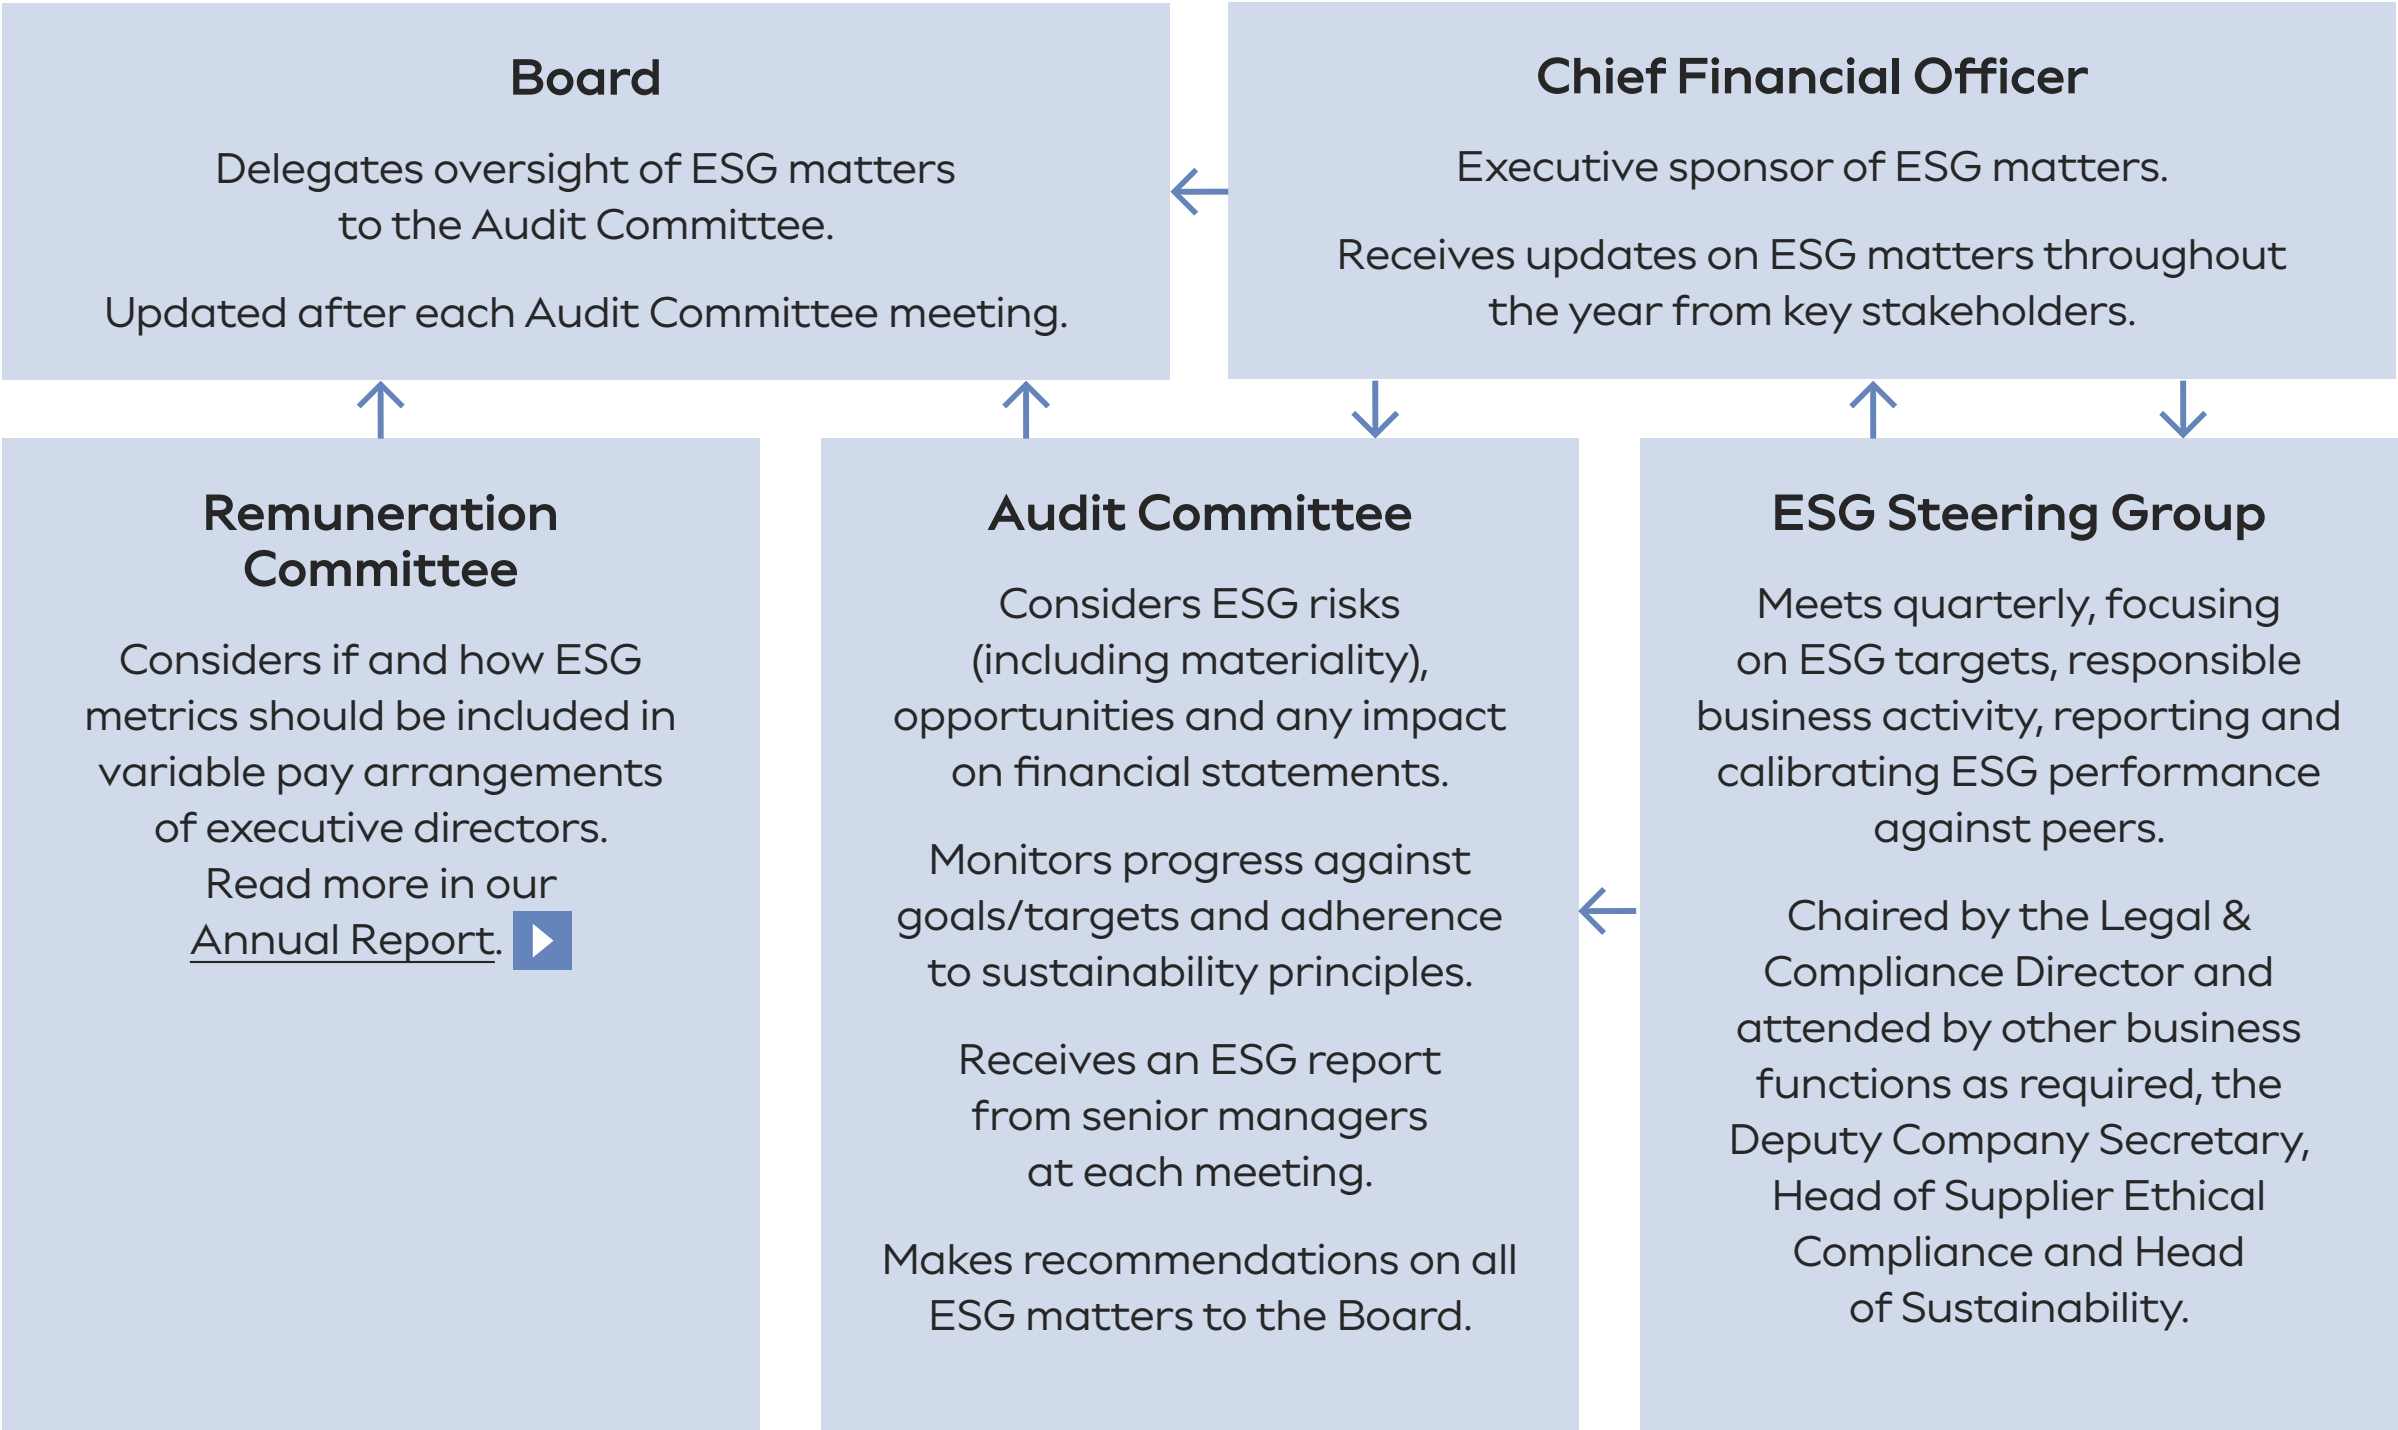 Board
Delegates oversight of ESG matters
to the Audit Committee.
Updated after each Audit Committee meeting.
Chief Financial Officer
Executive sponsor of ESG matters.
Receives updates on ESG matters throughout
the year from key stakeholders.
Remuneration
Committee
Considers if and how ESG
metrics should be included in
variable pay arrangements
of executive directors.
Read more in our
Annual Report.
Audit Committee
Considers ESG risks
(including materiality),
opportunities and any impact
on financial statements.
Monitors progress against
goals/targets and adherence
to sustainability principles.
Receives an ESG report
from senior managers
at each meeting.
Makes recommendations on all
ESG matters to the Board.
ESG Steering Group
Meets quarterly, focusing
on ESG targets, responsible
business activity, reporting and
calibrating ESG performance
against peers.
Chaired by the Legal &
Compliance Director and
attended by other business
functions as required, the
Deputy Company Secretary,
Head of Supplier Ethical
Compliance and Head
of Sustainability.